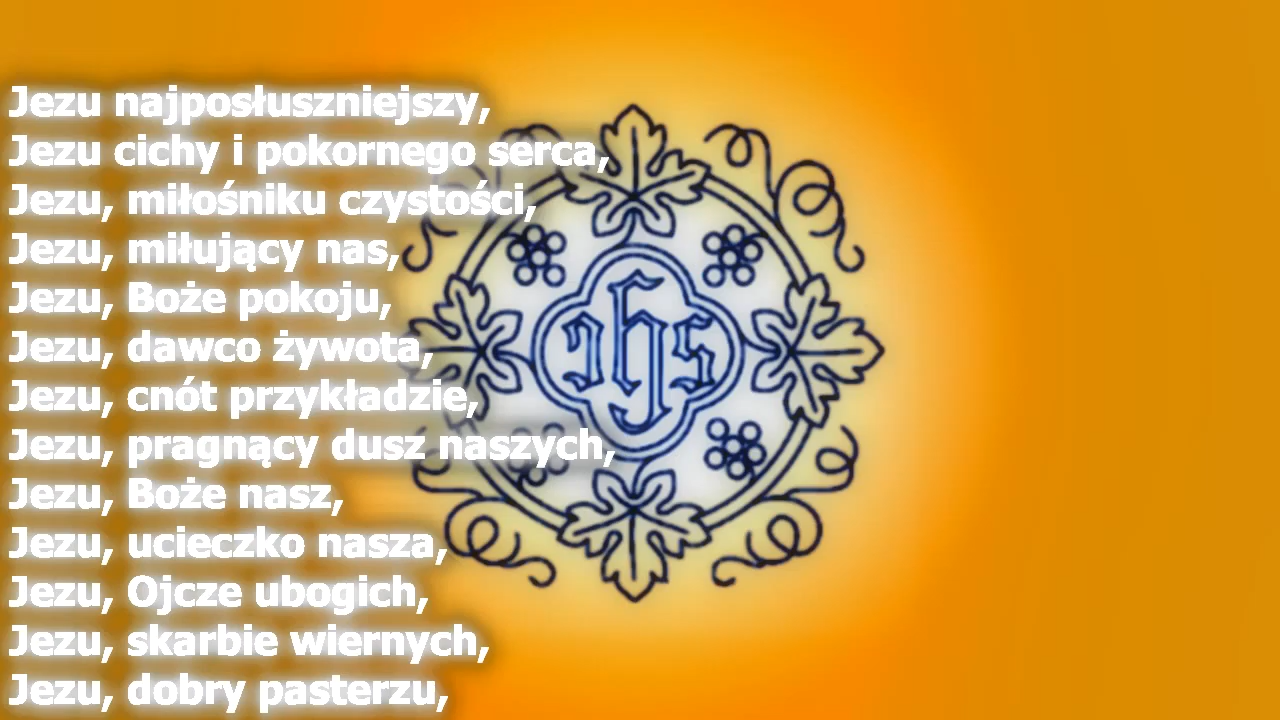 Jezu najposłuszniejszy,
Jezu cichy i pokornego serca,
Jezu, miłośniku czystości,
Jezu, miłujący nas,
Jezu, Boże pokoju,
Jezu, dawco żywota,
Jezu, cnót przykładzie,
Jezu, pragnący dusz naszych,
Jezu, Boże nasz,
Jezu, ucieczko nasza,
Jezu, Ojcze ubogich,
Jezu, skarbie wiernych,
Jezu, dobry pasterzu,
ihs